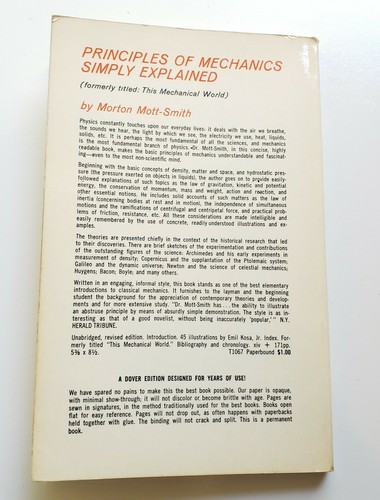 PRINCIPLES OF MECHANICS
SIMPLY EXPLAINED
(formerly titled: This Mechanical World)
by Morton Mott-Smith
Physics constantly touches upon our everyday lives: it deals with the air we breathe,
the sounds we hear, the light by which we see, the electricity we use, heat, liquids,
solids, etc. It is perhaps the most fundamental of all the sciences, and mechanics
is the most fundamental branch of physics. Dr. Mott-Smith, in this concise, highly
readable book, makes the basic principles of mechanics understandable and fascinat-
ing—even to the most non-scientific mind.
Beginning with the basic concepts of density, matter and space, and hydrostatic pres-
sure (the pressure exerted on objects in liquids), the author goes on to provide easily-
followed explanations of such topics as the law of gravitation, kinetic and potential
energy, the conservation of momentum, mass and weight, action and reaction, and
other essential notions. He includes solid accounts of such matters as the law of
inertia (concerning bodies at rest and in motion), the independence of simultaneous
motions and the ramifications of centrifugal and centripetal force, and practical prob-
lems of friction, resistance, etc. All these considerations are made intelligible and
easily remembered by the use of concrete, readily-understood illustrations and ex-
amples.
The theories are presented chiefly in the context of the historical research that led
to their discoveries. There are brief sketches of the experimentation and contributions
of the outstanding figures of the science: Archimedes and his early experiments in
measurement of density; Copernicus and the supplantation of the Ptolemaic system;
Galileo and the dynamic universe; Newton and the science of celestial mechanics;
Huygens; Bacon; Boyle; and many others.
Written in an engaging, informal style, this book stands as one of the best elementary
introductions to classical mechanics. It furnishes to the layman and the beginning
student the background for the appreciation of contemporary theories and develop-
ments and for more extensive study. "Dr. Mott-Smith has . . . the ability to illustrate
an abstruse principle by means of absurdly simple demonstration. The style is as in-
teresting as that of a good novelist, without being inaccurately 'popular,'" N.Y.
HERALD TRIBUNE.
Unabridged, revised edition. Introduction. 45 illustrations by Emil Kosa, Jr. Index. For-
merly titled "This Mechanical World." Bibliography and chronology. xiv + 171pp.
5⅜ x 8½. T1067 Paperbound $1.00
A DOVER EDITION DESIGNED FOR YEARS OF USE!
We have spared no pains to make this the best book possible. Our paper is opaque,
with minimal show-through; it will not discolor or become brittle with age. Pages are
sewn in signatures, in the method traditionally used for the best books. Books open
flat for easy reference. Pages will not drop out, as often happens with paperbacks
held together with glue. The binding will not crack and split. This is a permanent
book.